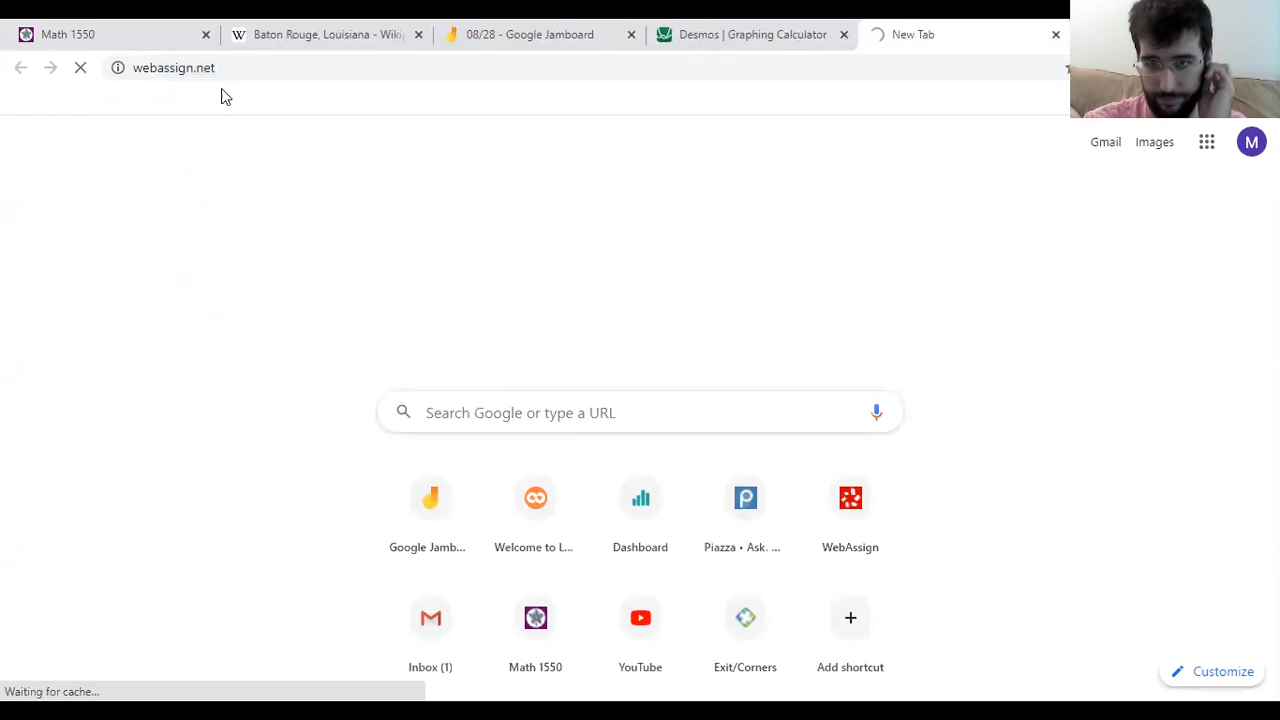 Math 1550
Baton Rouge, Louisiana - Wiki
08/28 - Google Jamboard
Desmos | Graphing Calculator
New Tab
webassign.net
Gmail
Images
M
Search Google or type a URL
Google Jamb...
Welcome to L...
Dashboard
Piazza • Ask. ...
WebAssign
Inbox (1)
Math 1550
YouTube
Exit/Corners
Add shortcut
Customize
Waiting for cache...